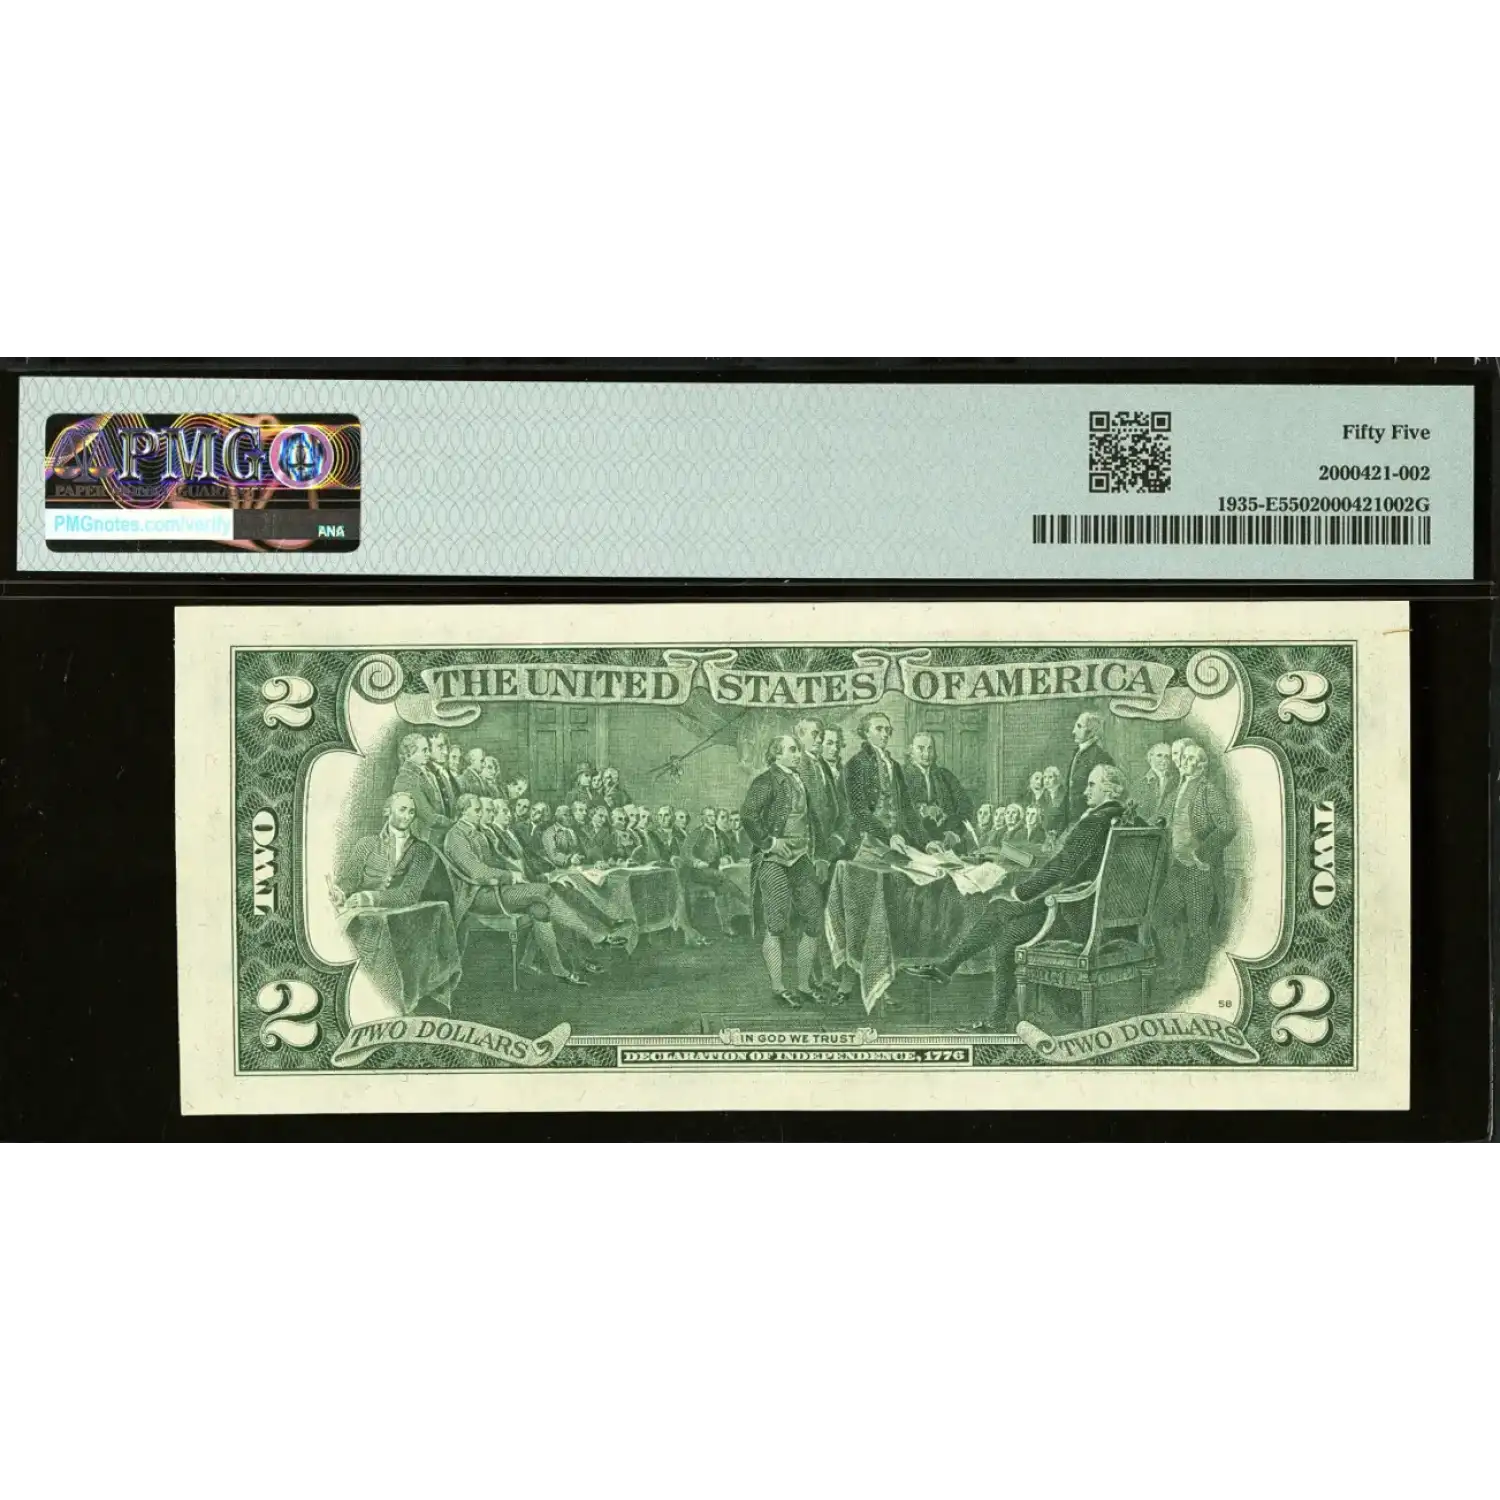 PMG
PAPER MONEY GUARANTY
PMGnotes.com/verify
ANA
Fifty Five
2000421-002
1935-E5502000421002G
THE UNITED STATES OF AMERICA
2
2
TWO
TWO
2
2
58
TWO DOLLARS
IN GOD WE TRUST
TWO DOLLARS
DECLARATION OF INDEPENDENCE, 1776